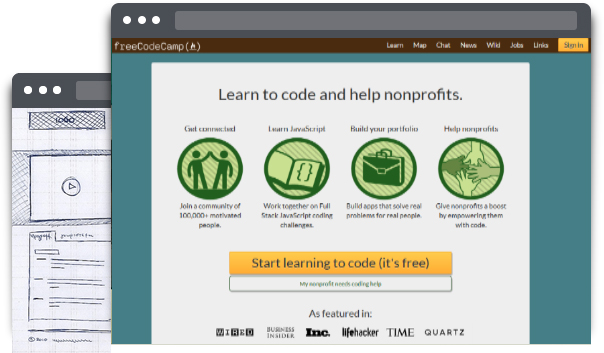 freeCodeCamp(🔥)
Learn Map Chat News Wiki Jobs Links Sign In
LOGO
Learn to code and help nonprofits.
Get connected
Learn JavaScript
Build your portfolio
Help nonprofits
Join a community of
100,000+ motivated
people.
Work together on Full
Stack JavaScript coding
challenges.
Build apps that solve real
problems for real people.
Give nonprofits a boost
by empowering them
with code.
Start learning to code (it's free)
My nonprofit needs coding help
As featured in:
WIRED
BUSINESS
INSIDER
Inc.
lifehacker
TIME
QUARTZ